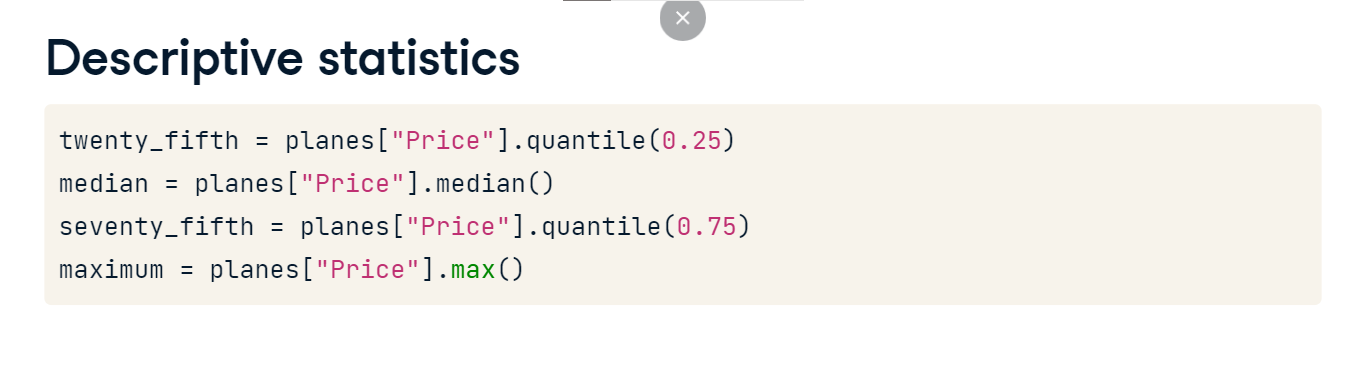 Descriptive statistics
twenty_fifth = planes["Price"].quantile(0.25)
median = planes["Price"].median()
seventy_fifth = planes["Price"].quantile(0.75)
maximum = planes["Price"].max()